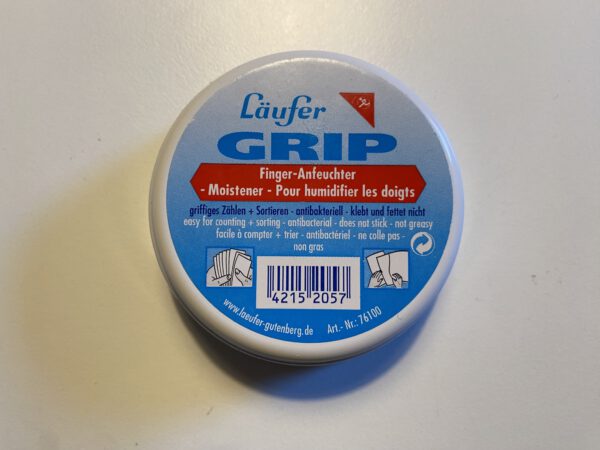 Läufer
GRIP
Finger-Anfeuchter
- Moistener - Pour humidifier les doigts
griffiges Zählen + Sortieren - antibakteriell - klebt und fettet nicht
easy for counting + sorting - antibacterial - does not stick - not greasy
facile à compter + trier - antibactériel - ne colle pas -
non gras
4215 2057
www.laeufer-gutenberg.de
Art.- Nr.: 76100